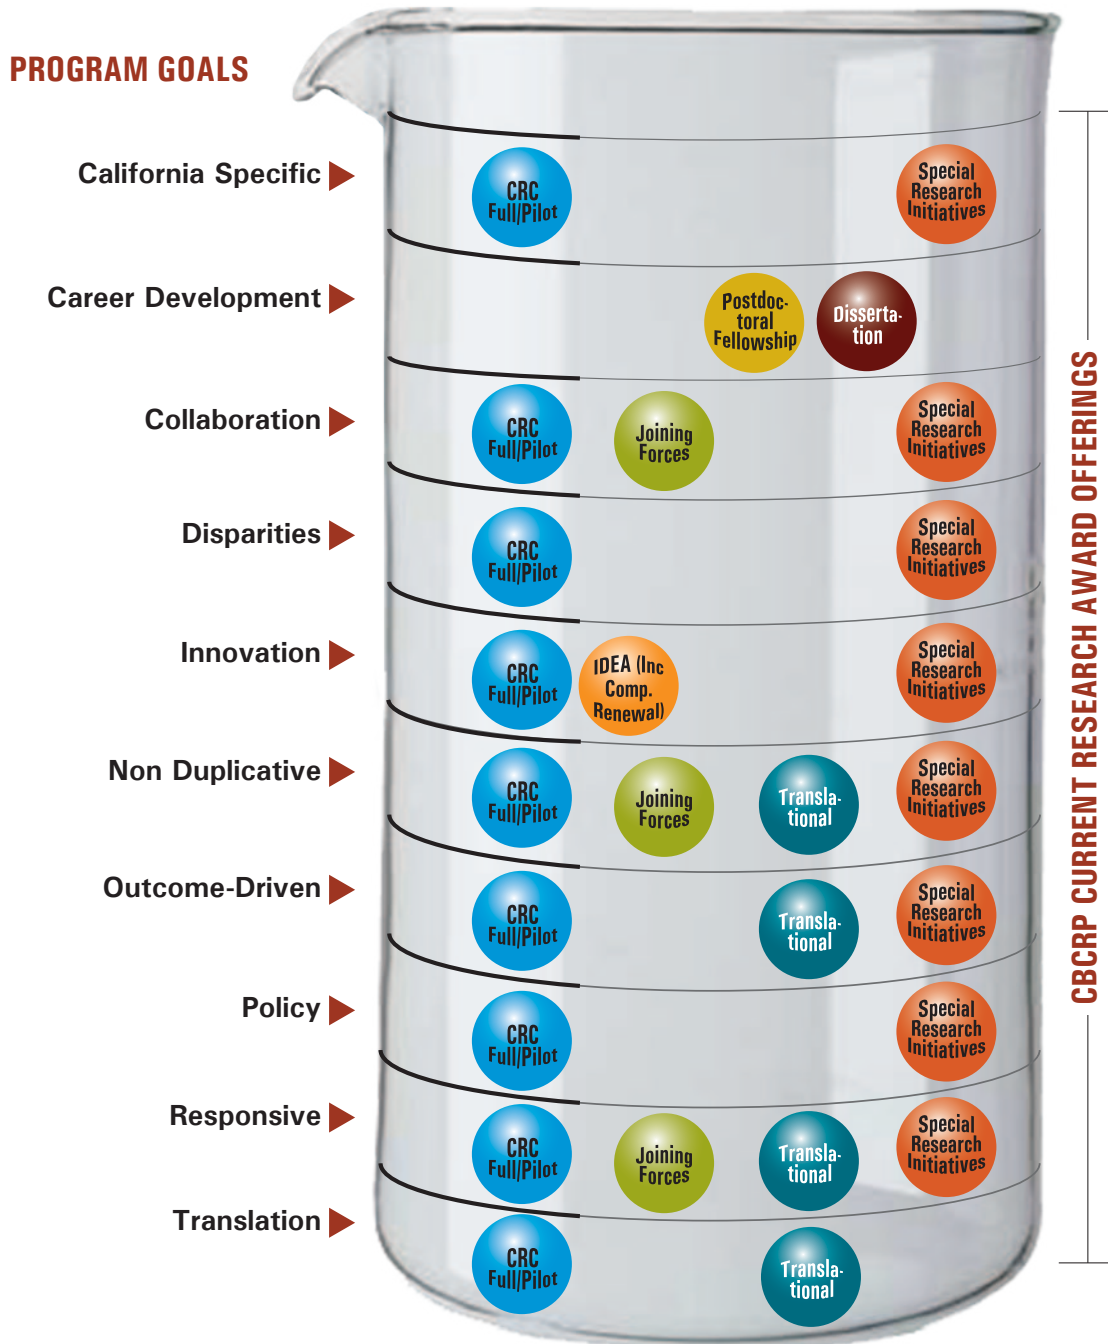 PROGRAM GOALS
California Specific
CRC
Full/Pilot
Special
Research
Initiatives
Career Development
Postdoc-
toral
Fellowship
Disserta-
tion
Collaboration
CRC
Full/Pilot
Joining
Forces
Special
Research
Initiatives
Disparities
CRC
Full/Pilot
Special
Research
Initiatives
Innovation
CRC
Full/Pilot
IDEA (Inc
Comp.
Renewal)
Special
Research
Initiatives
Non Duplicative
CRC
Full/Pilot
Joining
Forces
Transla-
tional
Special
Research
Initiatives
Outcome-Driven
CRC
Full/Pilot
Transla-
tional
Special
Research
Initiatives
Policy
CRC
Full/Pilot
Special
Research
Initiatives
Responsive
CRC
Full/Pilot
Joining
Forces
Transla-
tional
Special
Research
Initiatives
Translation
CRC
Full/Pilot
Transla-
tional
CBCRP CURRENT RESEARCH AWARD OFFERINGS